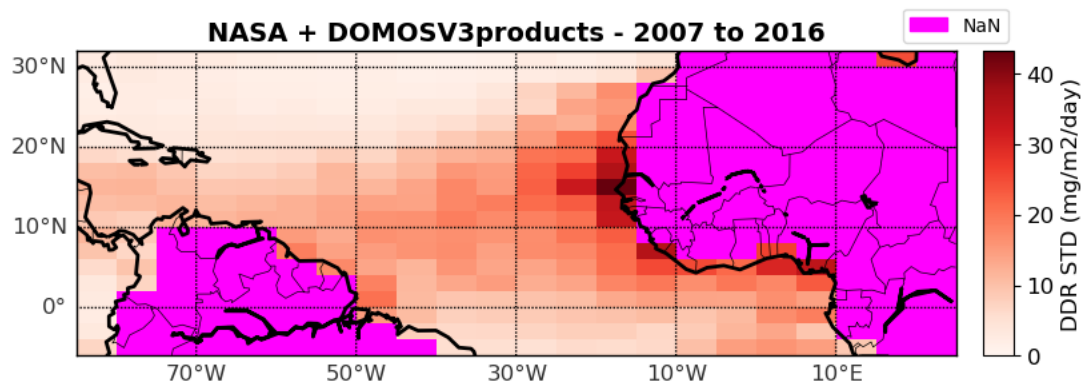 NASA + DOMOSV3products - 2007 to 2016
NaN
30°N
20°N
10°N
0°
70°W
50°W
30°W
10°W
10°E
40
30
20
10
0
DDR STD (mg/m2/day)